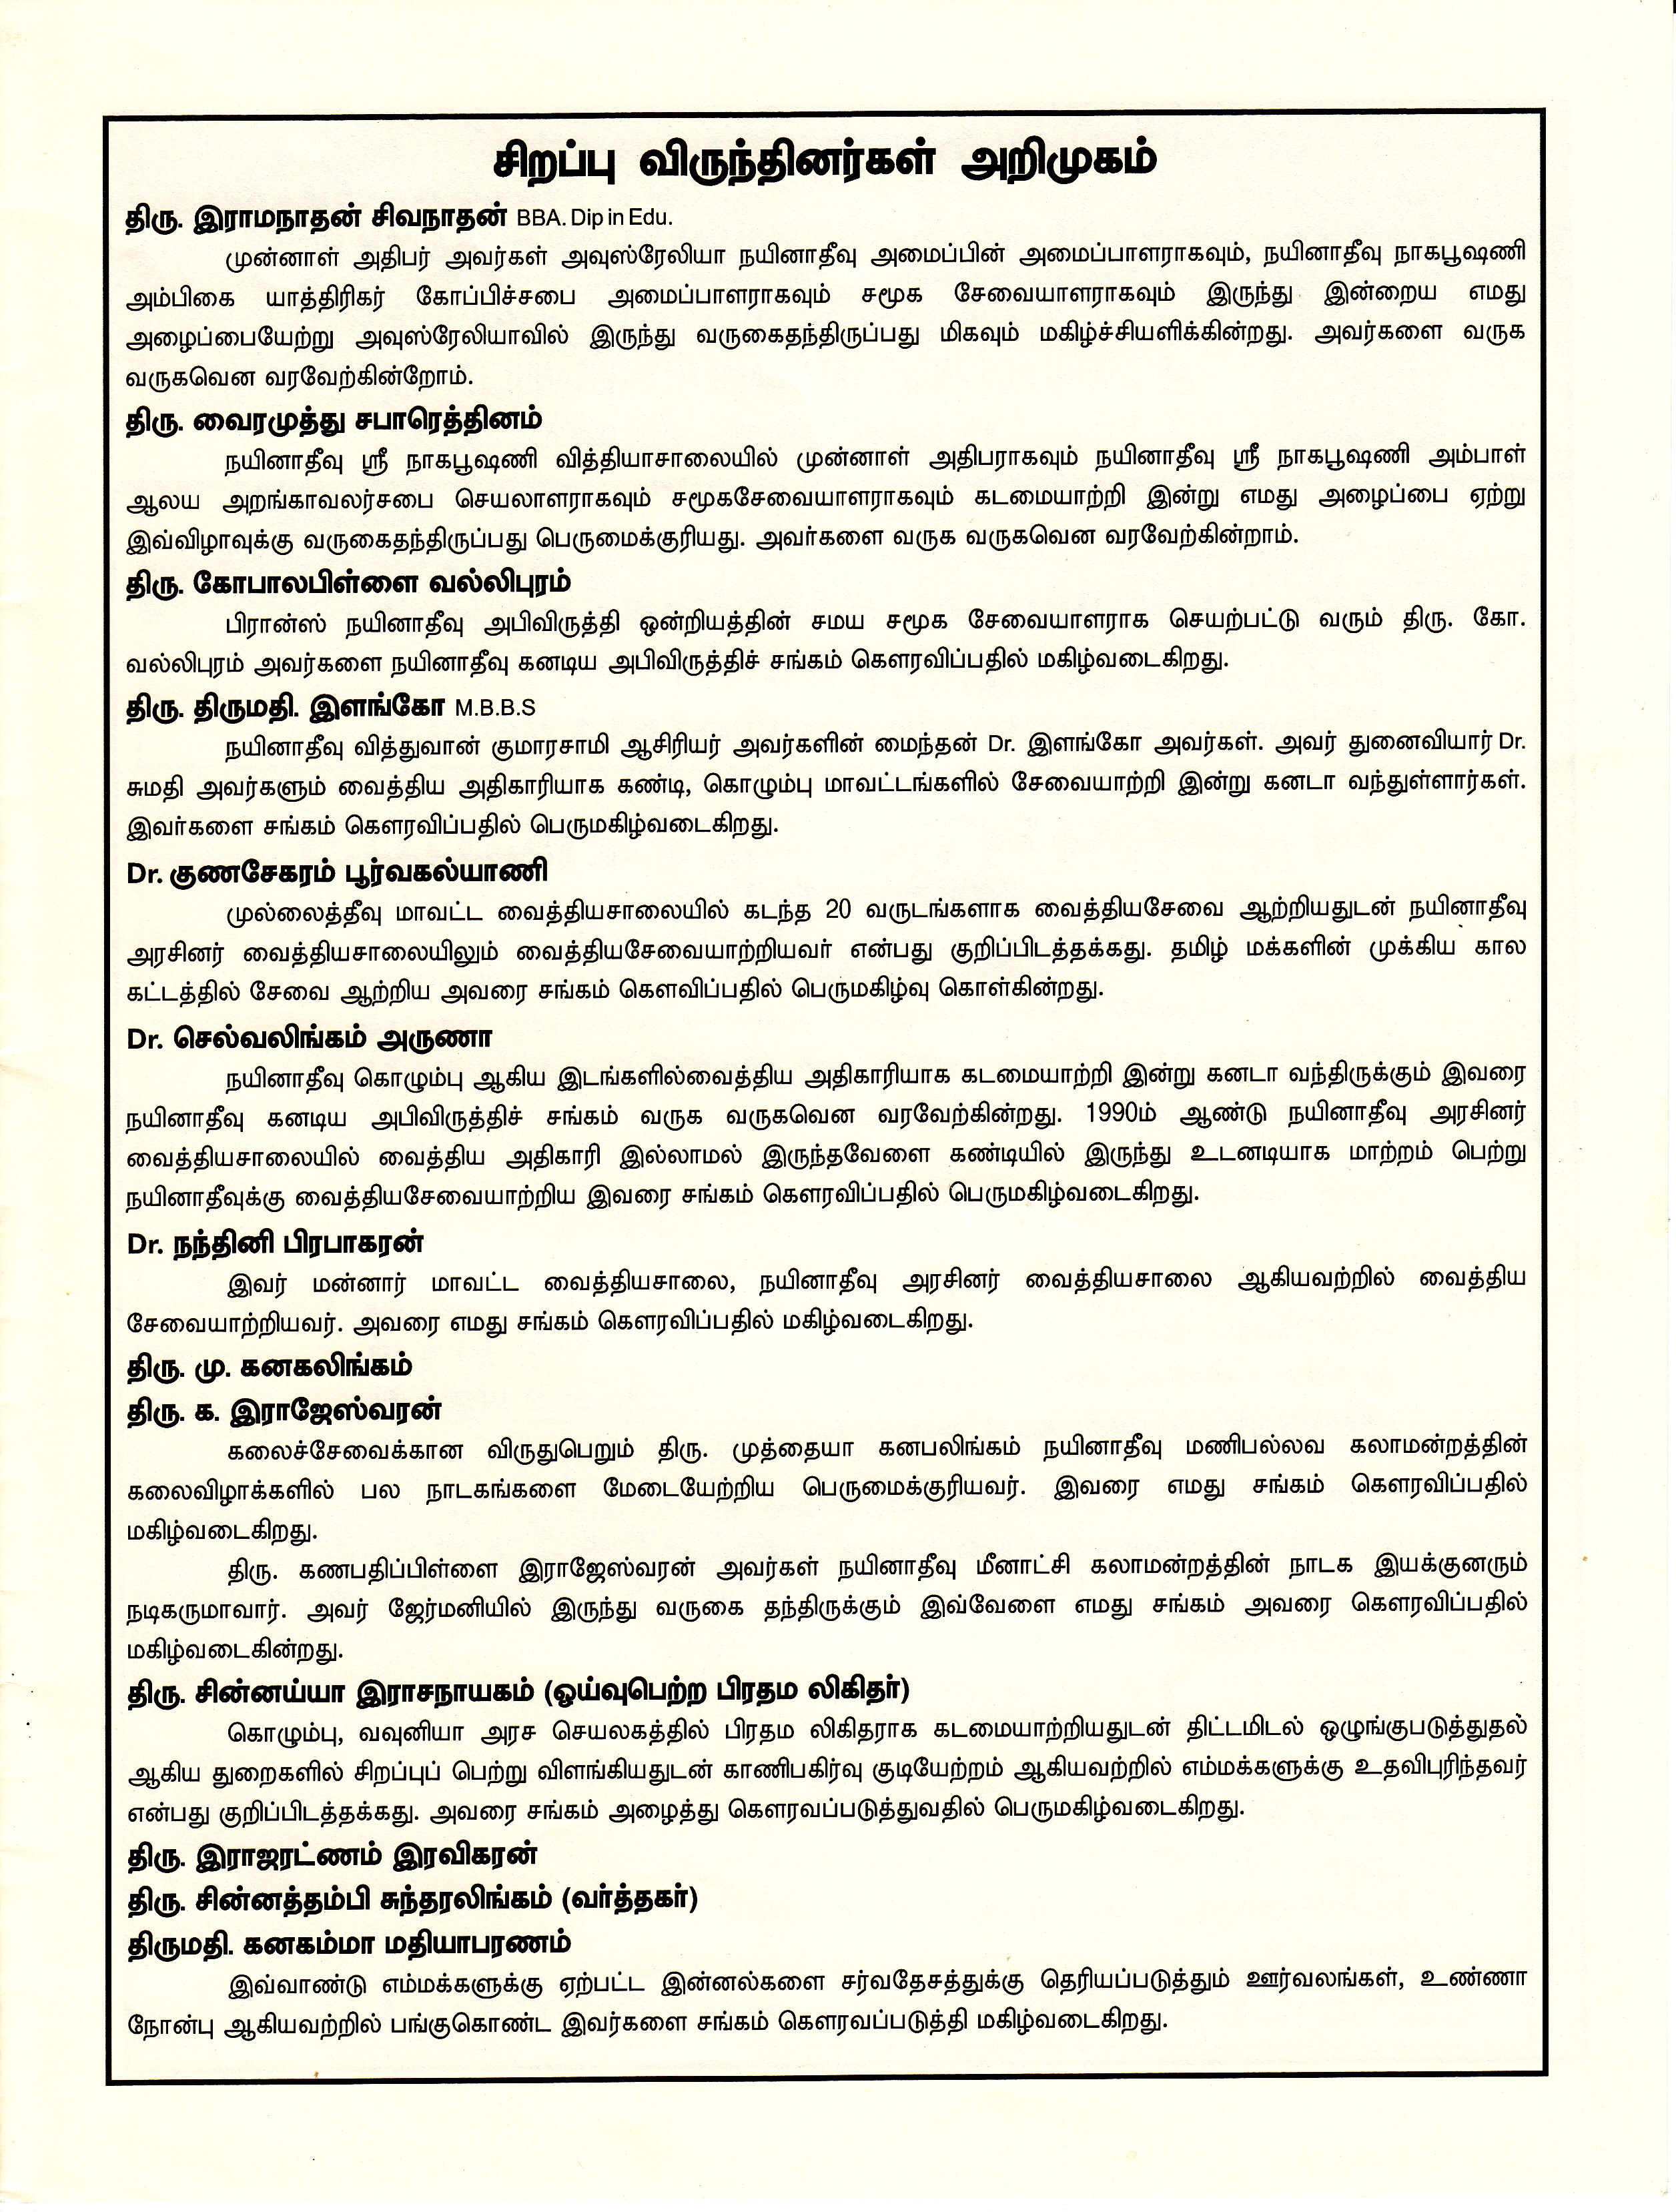 சிறப்பு விருந்தினர்கள் அறிமுகம்
திரு. இராமநாதன் சிவநாதன் BBA. Dip in Edu.
முன்னாள் அதிபர் அவர்கள் அவுஸ்ரேலியா நயினாதீவு அமைப்பின் அமைப்பாளராகவும், நயினாதீவு நாகபூஷணி
அம்பிகை யாத்திரிகர் கோப்பிச்சபை அமைப்பாளராகவும் சமூக சேவையாளராகவும் இருந்து இன்றைய எமது
அழைப்பையேற்று அவுஸ்ரேலியாவில் இருந்து வருகைதந்திருப்பது மிகவும் மகிழ்ச்சியளிக்கின்றது. அவர்களை வருக
வருகவென வரவேற்கின்றோம்.
திரு. வைரமுத்து சபாரெத்தினம்
நயினாதீவு ஸ்ரீ நாகபூஷணி வித்தியாசாலையில் முன்னாள் அதிபராகவும் நயினாதீவு ஸ்ரீ நாகபூஷணி அம்பாள்
ஆலய அறங்காவலர்சபை செயலாளராகவும் சமூகசேவையாளராகவும் கடமையாற்றி இன்று எமது அழைப்பை ஏற்று
இவ்விழாவுக்கு வருகைதந்திருப்பது பெருமைக்குரியது. அவர்களை வருக வருகவென வரவேற்கின்றாம்.
திரு. கோபாலபிள்ளை வல்லிபுரம்
பிரான்ஸ் நயினாதீவு அபிவிருத்தி ஒன்றியத்தின் சமய சமூக சேவையாளராக செயற்பட்டு வரும் திரு. கோ.
வல்லிபுரம் அவர்களை நயினாதீவு கனடிய அபிவிருத்திச் சங்கம் கௌரவிப்பதில் மகிழ்வடைகிறது.
திரு. திருமதி. இளங்கோ M.B.B.S
நயினாதீவு வித்துவான் குமாரசாமி ஆசிரியர் அவர்களின் மைந்தன் Dr. இளங்கோ அவர்கள். அவர் துனைவியார் Dr.
சுமதி அவர்களும் வைத்திய அதிகாரியாக கண்டி, கொழும்பு மாவட்டங்களில் சேவையாற்றி இன்று கனடா வந்துள்ளார்கள்.
இவர்களை சங்கம் கௌரவிப்பதில் பெருமகிழ்வடைகிறது.
Dr. குணசேகரம் பூர்வகல்யாணி
முல்லைத்தீவு மாவட்ட வைத்தியசாலையில் கடந்த 20 வருடங்களாக வைத்தியசேவை ஆற்றியதுடன் நயினாதீவு
அரசினர் வைத்தியசாலையிலும் வைத்தியசேவையாற்றியவர் என்பது குறிப்பிடத்தக்கது. தமிழ் மக்களின் முக்கிய கால
கட்டத்தில் சேவை ஆற்றிய அவரை சங்கம் கௌவிப்பதில் பெருமகிழ்வு கொள்கின்றது.
Dr. செல்வலிங்கம் அருணா
நயினாதீவு கொழும்பு ஆகிய இடங்களில்வைத்திய அதிகாரியாக கடமையாற்றி இன்று கனடா வந்திருக்கும் இவரை
நயினாதீவு கனடிய அபிவிருத்திச் சங்கம் வருக வருகவென வரவேற்கின்றது. 1990ம் ஆண்டு நயினாதீவு அரசினர்
வைத்தியசாலையில் வைத்திய அதிகாரி இல்லாமல் இருந்தவேளை கண்டியில் இருந்து உடனடியாக மாற்றம் பெற்று
நயினாதீவுக்கு வைத்தியசேவையாற்றிய இவரை சங்கம் கௌரவிப்பதில் பெருமகிழ்வடைகிறது.
Dr. நந்தினி பிரபாகரன்
இவர் மன்னார் மாவட்ட வைத்தியசாலை, நயினாதீவு அரசினர் வைத்தியசாலை ஆகியவற்றில் வைத்திய
சேவையாற்றியவர். அவரை எமது சங்கம் கௌரவிப்பதில் மகிழ்வடைகிறது.
திரு. மு. கனகலிங்கம்
திரு. க. இராஜேஸ்வரன்
கலைச்சேவைக்கான விருதுபெறும் திரு. முத்தையா கனபலிங்கம் நயினாதீவு மணிபல்லவ கலாமன்றத்தின்
கலைவிழாக்களில் பல நாடகங்களை மேடையேற்றிய பெருமைக்குரியவர். இவரை எமது சங்கம் கௌரவிப்பதில்
மகிழ்வடைகிறது.
திரு. கணபதிப்பிள்ளை இராஜேஸ்வரன் அவர்கள் நயினாதீவு மீனாட்சி கலாமன்றத்தின் நாடக இயக்குனரும்
நடிகருமாவார். அவர் ஜேர்மனியில் இருந்து வருகை தந்திருக்கும் இவ்வேளை எமது சங்கம் அவரை கௌரவிப்பதில்
மகிழ்வடைகின்றது.
திரு. சின்னய்யா இராசநாயகம் (ஒய்வுபெற்ற பிரதம லிகிதர்)
கொழும்பு, வவுனியா அரச செயலகத்தில் பிரதம லிகிதராக கடமையாற்றியதுடன் திட்டமிடல் ஒழுங்குபடுத்துதல்
ஆகிய துறைகளில் சிறப்புப் பெற்று விளங்கியதுடன் காணிபகிர்வு குடியேற்றம் ஆகியவற்றில் எம்மக்களுக்கு உதவிபுரிந்தவர்
என்பது குறிப்பிடத்தக்கது. அவரை சங்கம் அழைத்து கௌரவப்படுத்துவதில் பெருமகிழ்வடைகிறது.
திரு. இராஜரட்ணம் இரவிகரன்
திரு. சின்னத்தம்பி சுந்தரலிங்கம் (வர்த்தகர்)
திருமதி. கனகம்மா மதியாபரணம்
இவ்வாண்டு எம்மக்களுக்கு ஏற்பட்ட இன்னல்களை சர்வதேசத்துக்கு தெரியப்படுத்தும் ஊர்வலங்கள், உண்ணா
நோன்பு ஆகியவற்றில் பங்குகொண்ட இவர்களை சங்கம் கௌரவப்படுத்தி மகிழ்வடைகிறது.